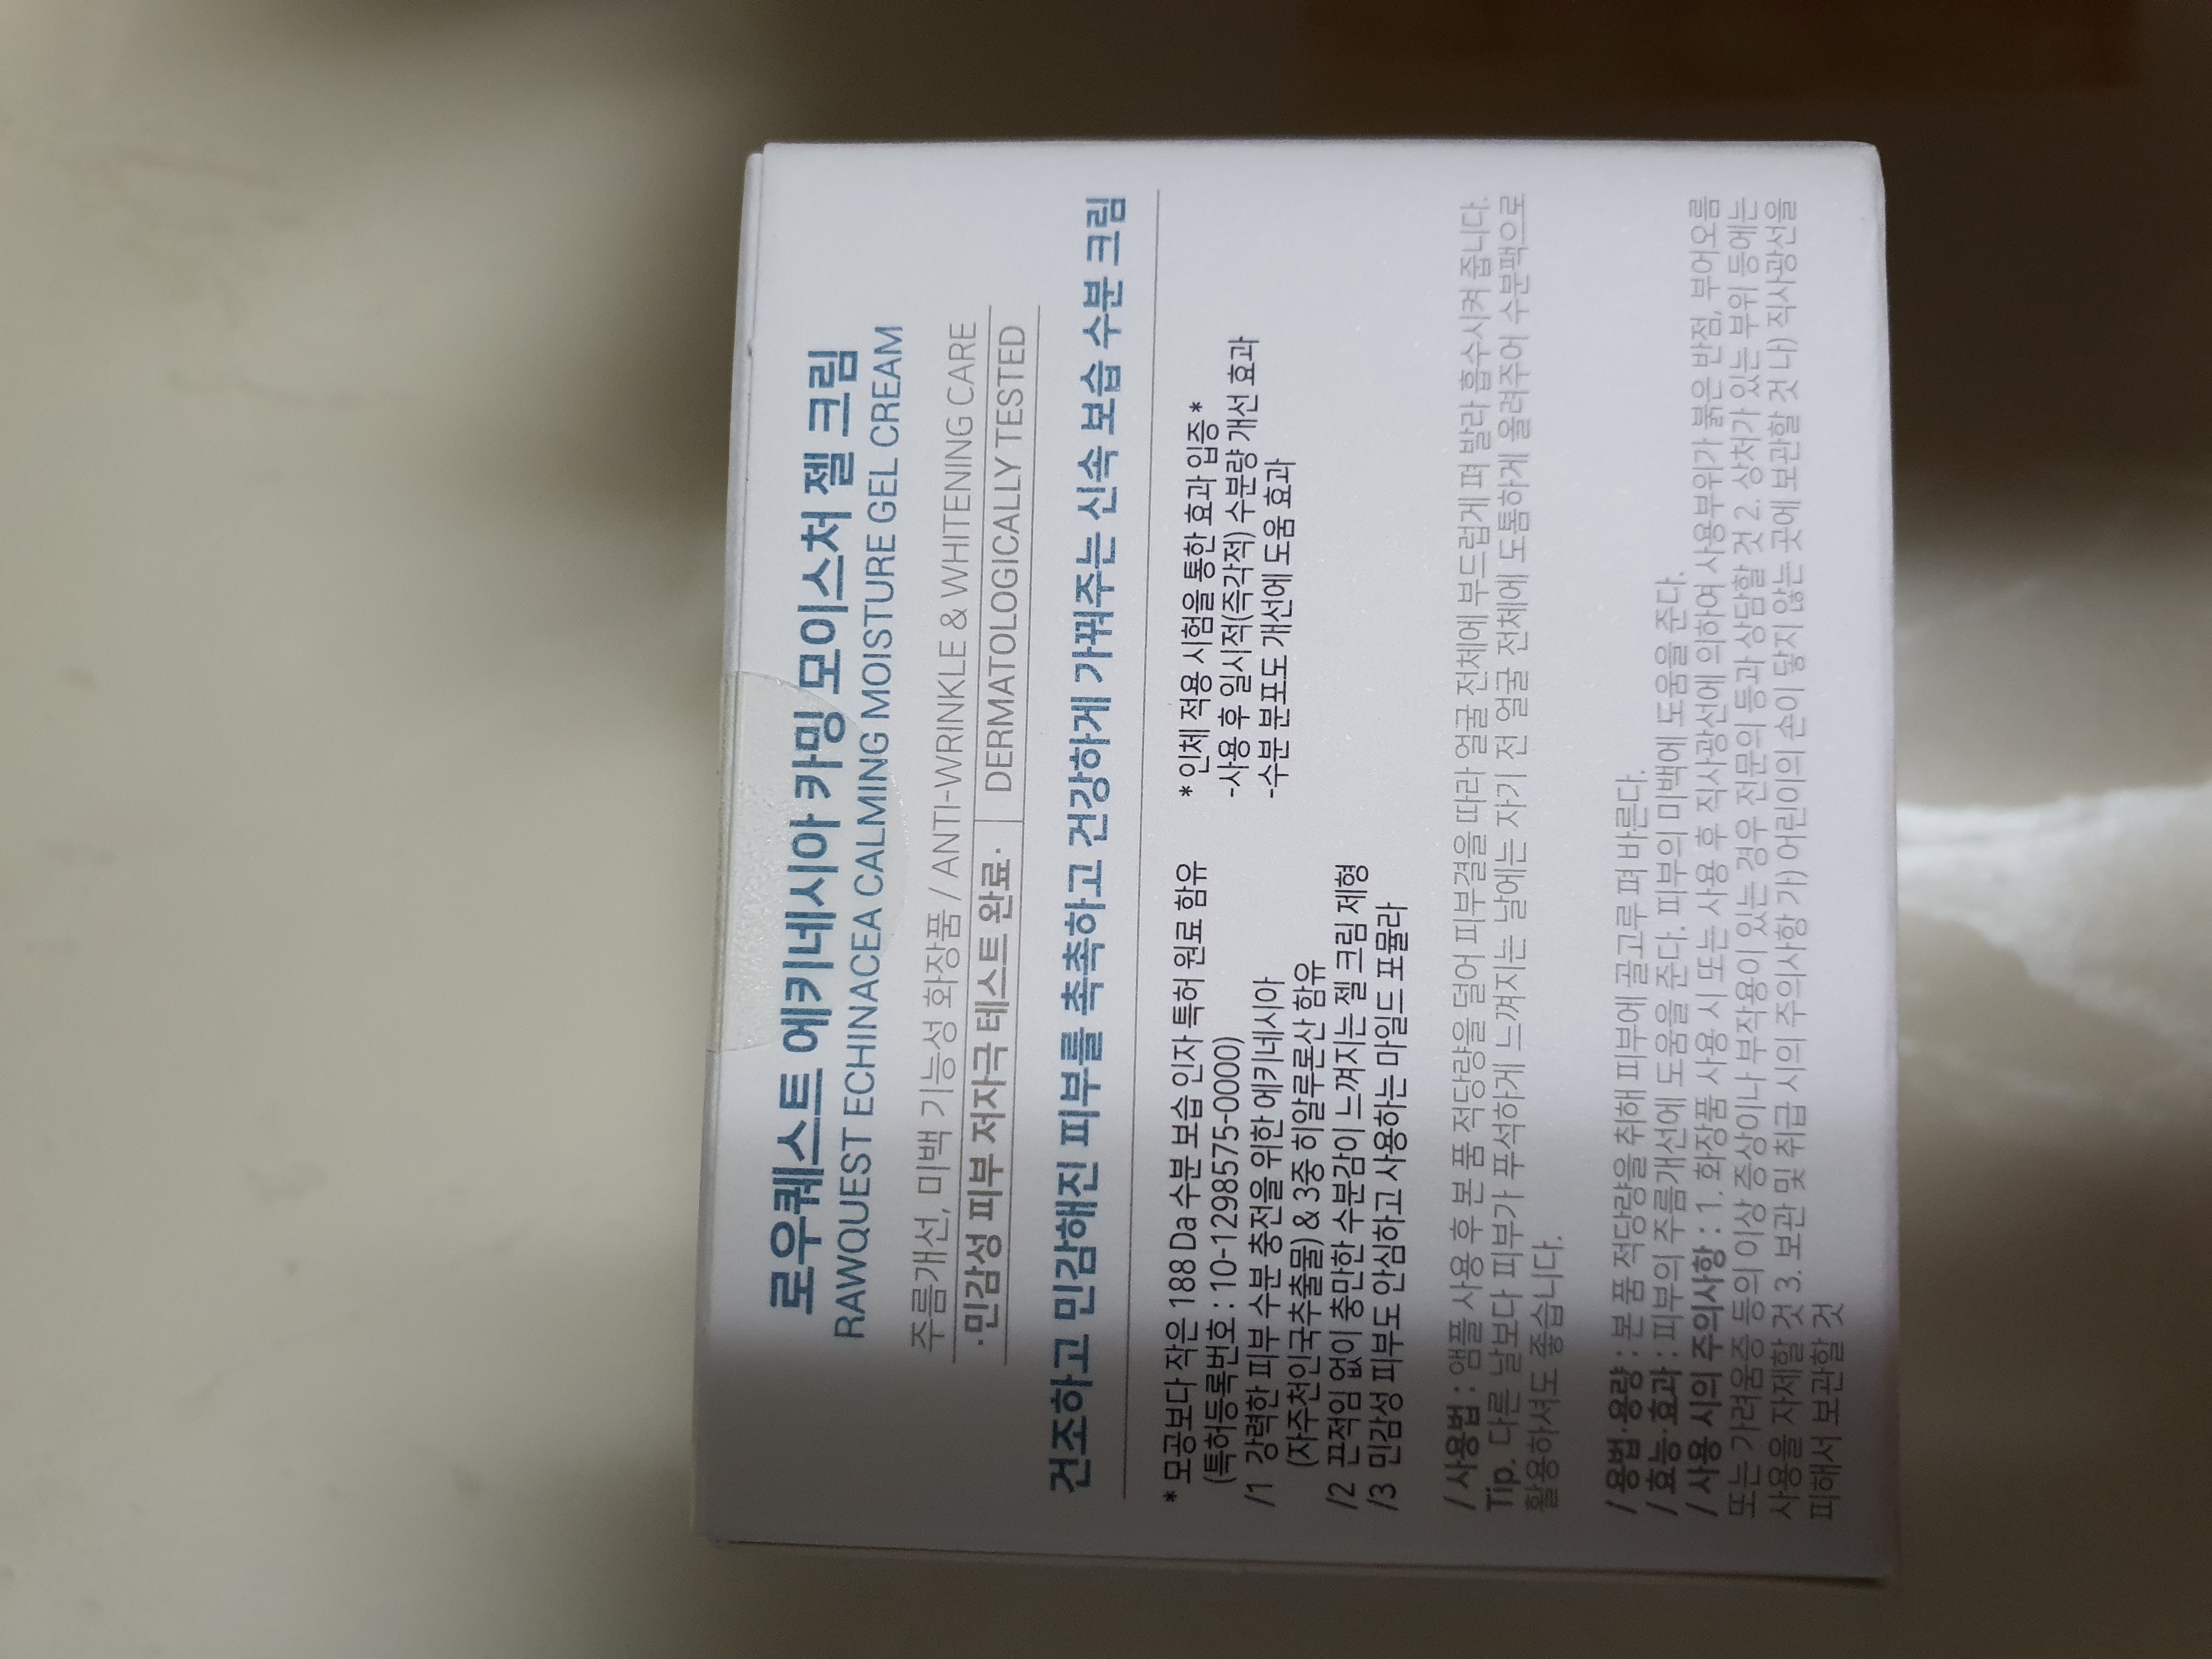 로우퀘스트 에키네시아 카밍 모이스처 젤 크림
RAWQUEST ECHINACEA CALMING MOISTURE GEL CREAM
주름개선, 미백 기능성 화장품 / ANTI-WRINKLE & WHITENING CARE
·민감성 피부 저자극 테스트 완료· DERMATOLOGICALLY TESTED
건조하고 민감해진 피부를 촉촉하고 건강하게 가꿔주는 신속 보습 수분 크림
* 모공보다 작은 188 Da 수분 보습 인자 특허 원료 함유
(특허등록번호 : 10-1298575-0000)
/1 강력한 피부 수분 충전을 위한 에키네시아
(자주천인국추출물) & 3중 히알루론산 함유
/2 끈적임 없이 충만한 수분감이 느껴지는 젤 크림 제형
/3 민감성 피부도 안심하고 사용하는 마일드 포뮬라
* 인체 적용 시험을 통한 효과 입증 *
-사용 후 일시적(즉각적) 수분량 개선 효과
-수분 분포도 개선에 도움 효과
/ 사용법 : 앰플 사용 후 본 품 적당량을 덜어 피부결을 따라 얼굴 전체에 부드럽게 펴 발라 흡수시켜 줍니다.
Tip. 다른 날보다 피부가 푸석하게 느껴지는 날에는 자기 전 얼굴 전체에 도톰하게 올려주어 수분팩으로
활용하셔도 좋습니다.
/ 용법·용량 : 본 품 적당량을 취해 피부에 골고루 펴 바른다.
/ 효능·효과 : 피부의 주름개선에 도움을 준다. 피부의 미백에 도움을 준다.
/ 사용 시의 주의사항 : 1. 화장품 사용 시 또는 사용 후 직사광선에 의하여 사용부위가 붉은 반점, 부어오름
또는 가려움증 등의 이상 증상이나 부작용이 있는 경우 전문의 등과 상담할 것 2. 상처가 있는 부위 등에는
사용을 자제할 것 3. 보관 및 취급 시의 주의사항 가) 어린이의 손이 닿지 않는 곳에 보관할 것 나) 직사광선을
피해서 보관할 것